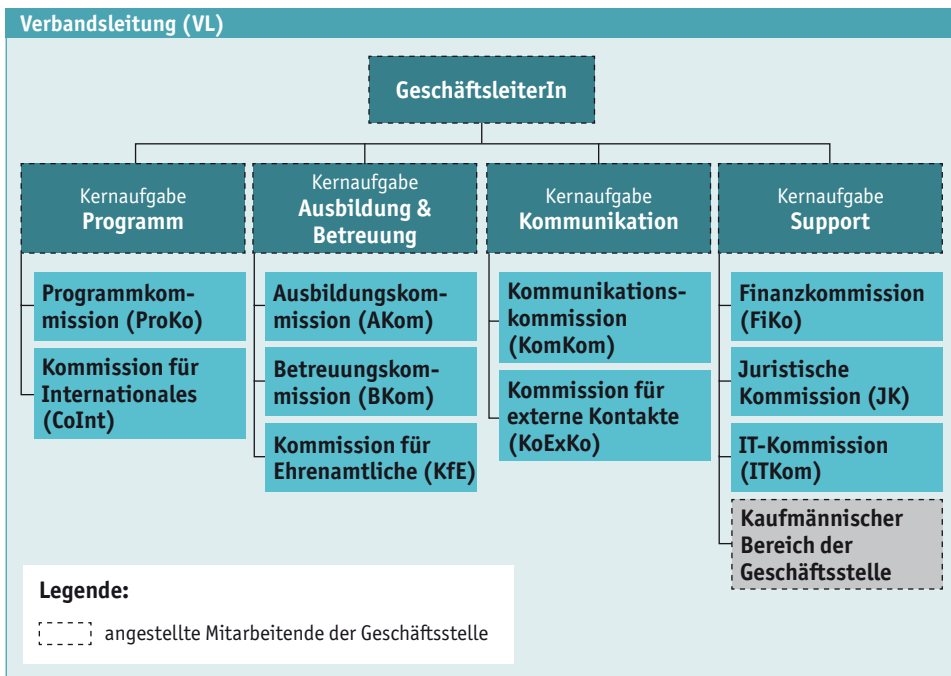 Verbandsleitung (VL)
GeschäftsleiterIn
Kernaufgabe
Programm
Kernaufgabe
Ausbildung &
Betreuung
Kernaufgabe
Kommunikation
Kernaufgabe
Support
Programmkom-
mission (ProKo)
Kommission für
Internationales
(CoInt)
Ausbildungskom-
mission (AKom)
Betreuungskom-
mission (BKom)
Kommission für
Ehrenamtliche (KfE)
Kommunikations-
kommission
(KomKom)
Kommission für
externe Kontakte
(KoExKo)
Finanzkommission
(FiKo)
Juristische
Kommission (JK)
IT-Kommission
(ITKom)
Kaufmännischer
Bereich der
Geschäftsstelle
Legende:
angestellte Mitarbeitende der Geschäftsstelle